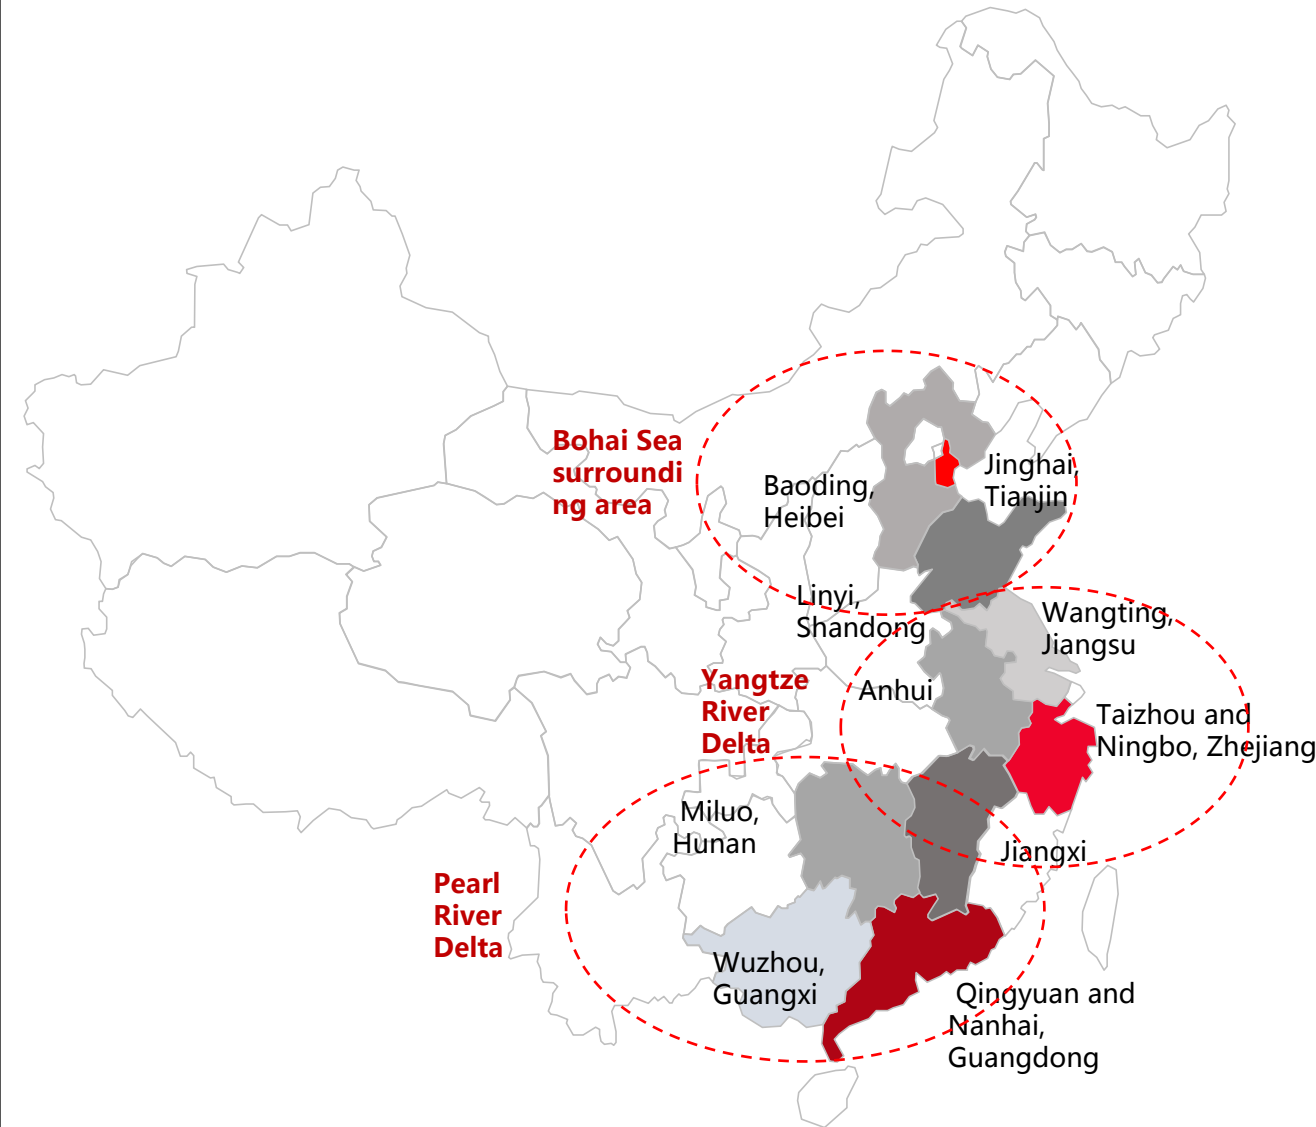 Bohai Sea
surroundi
ng area
Baoding,
Heibei
Jinghai,
Tianjin
Linyi,
Shandong
Wangting,
Jiangsu
Yangtze
River
Delta
Anhui
Taizhou and
Ningbo, Zhejiang
Miluo,
Hunan
Jiangxi
Pearl
River
Delta
Wuzhou,
Guangxi
Qingyuan and
Nanhai,
Guangdong